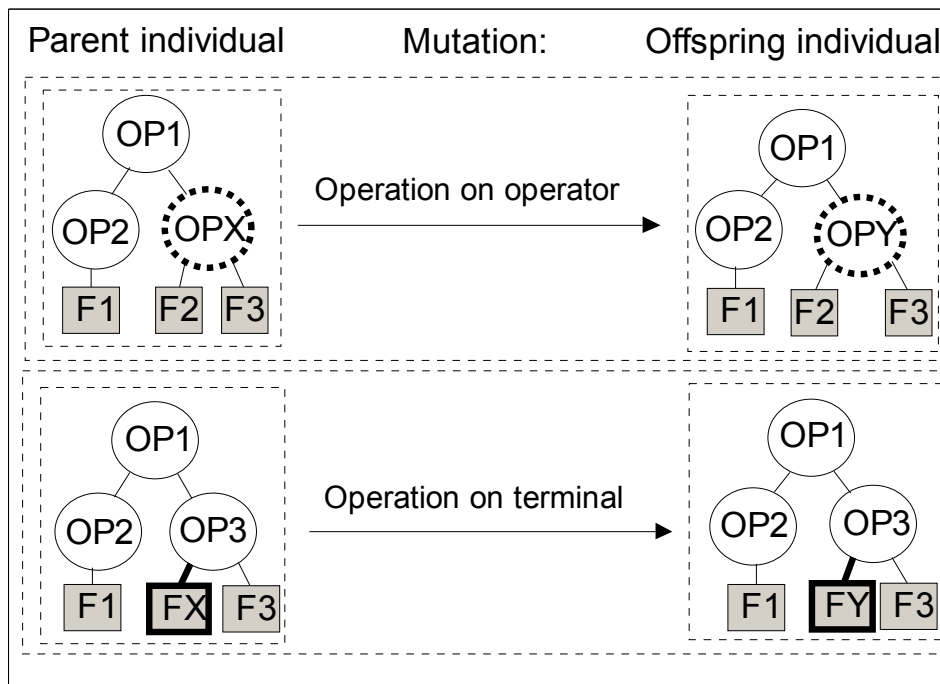 Parent individual Mutation: Offspring individual
OP1 OP1
Operation on operator
OP2 OPX OP2 OPY
F1 F2 F3 F1 F2 F3
OP1 OP1
Operation on terminal
OP2 OP3 OP2 OP3
F1 FX F3 F1 FY F3